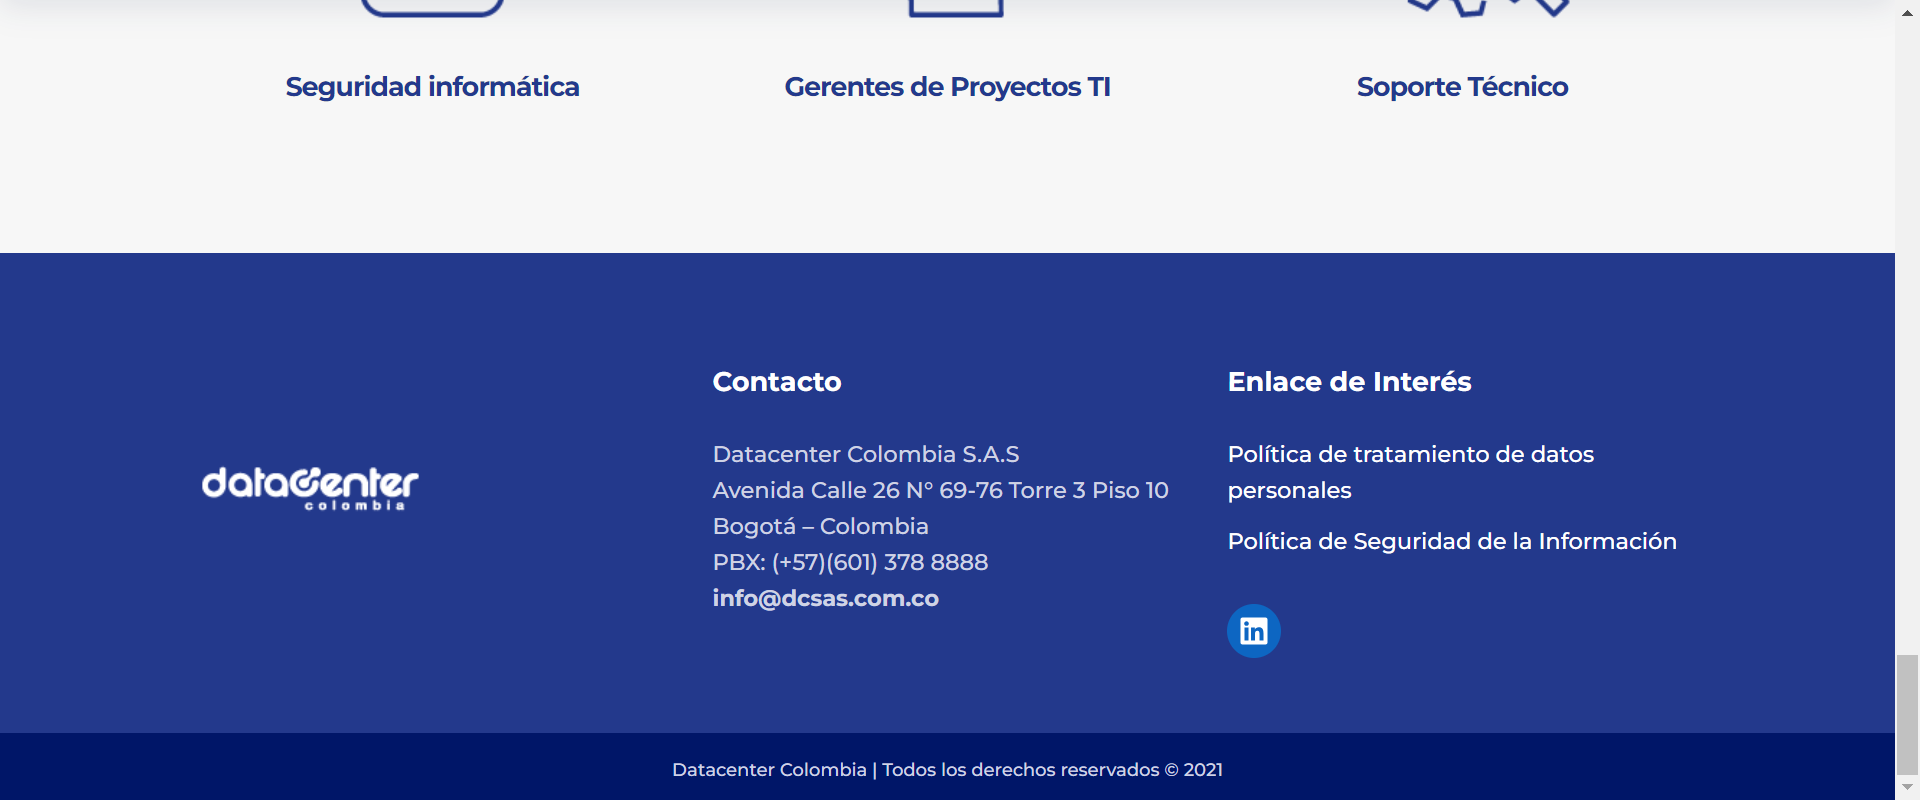 Seguridad informática
Gerentes de Proyectos TI
Soporte Técnico
datacenter
colombia
Contacto
Datacenter Colombia S.A.S
Avenida Calle 26 N° 69-76 Torre 3 Piso 10
Bogotá – Colombia
PBX: (+57)(601) 378 8888
info@dcsas.com.co
Enlace de Interés
Política de tratamiento de datos
personales
Política de Seguridad de la Información
in
Datacenter Colombia | Todos los derechos reservados © 2021